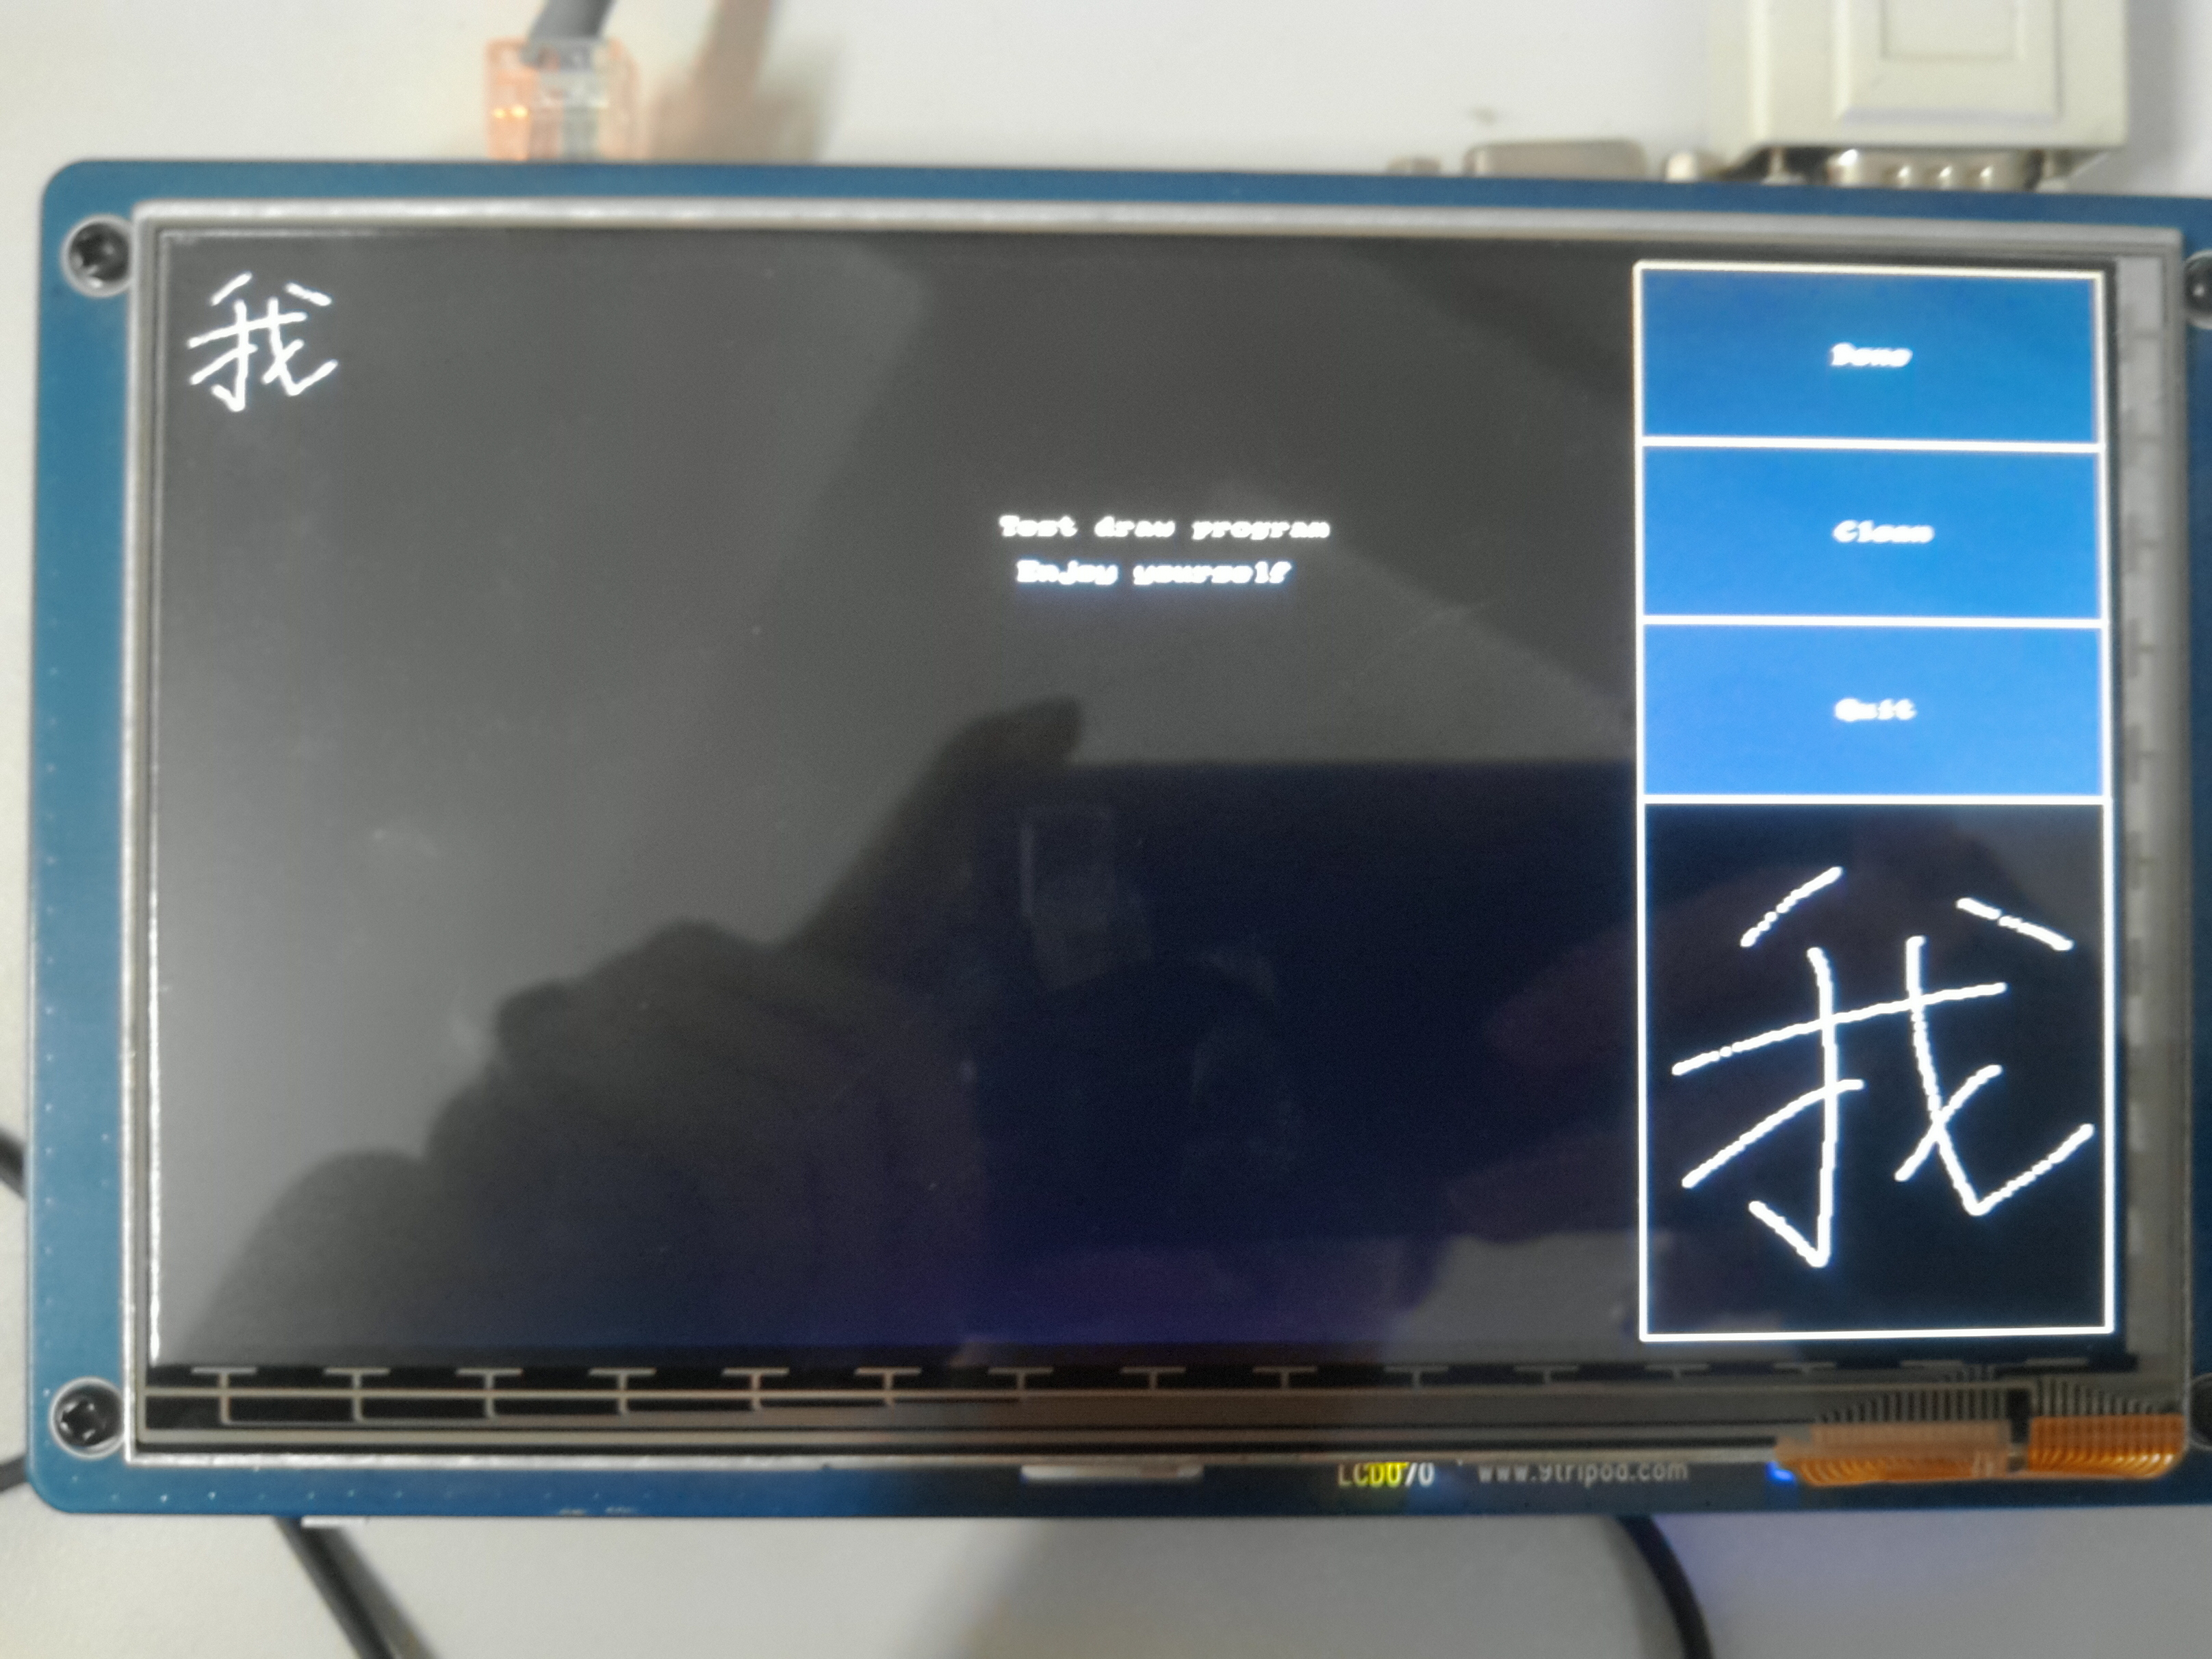 我
Test draw program
Enjoy yourself
Done
Clean
Quit
我
LCD070 www.9tripod.com